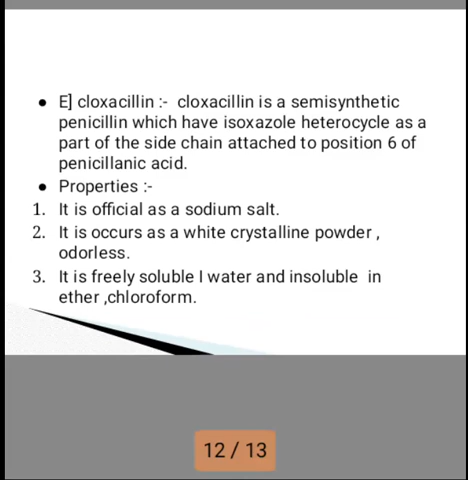 • E] cloxacillin :- cloxacillin is a semisynthetic
penicillin which have isoxazole heterocycle as a
part of the side chain attached to position 6 of
penicillanic acid.
• Properties :-
1. It is official as a sodium salt.
2. It is occurs as a white crystalline powder ,
odorless.
3. It is freely soluble I water and insoluble in
ether ,chloroform.
12 / 13